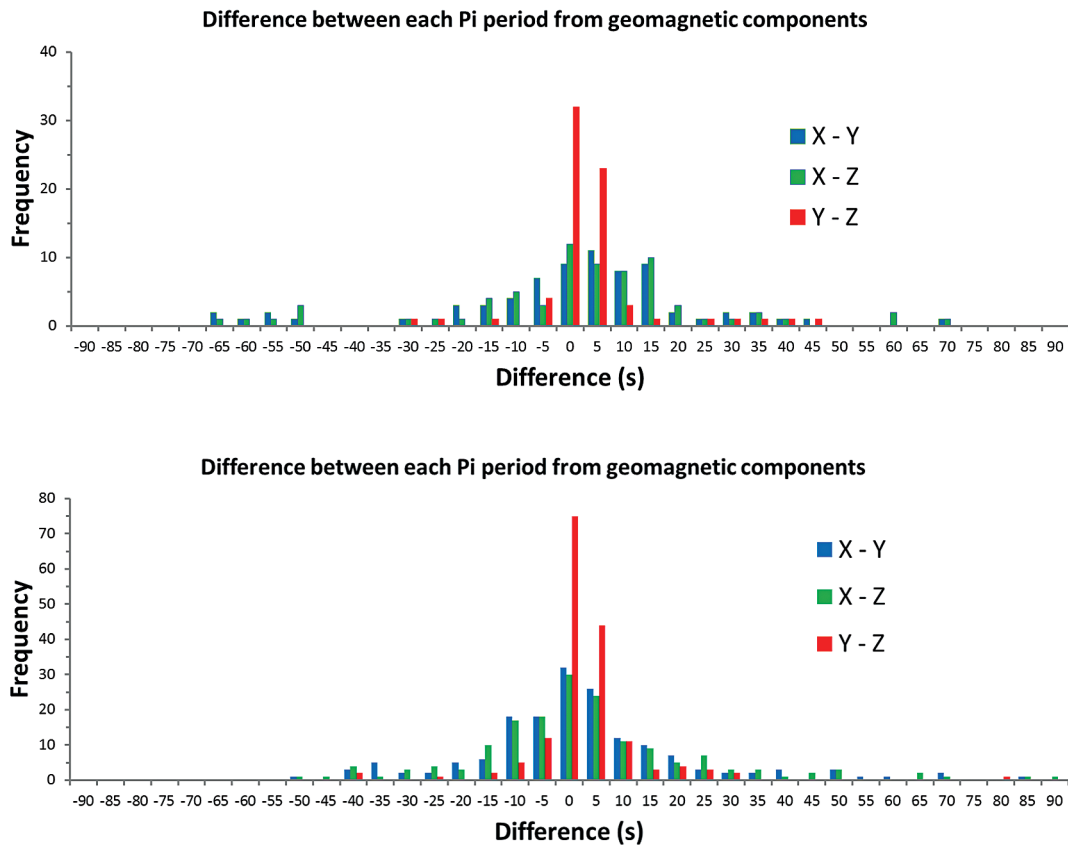 Difference between each Pi period from geomagnetic components
40
30
20
10
0
Frequency
X - Y
X - Z
Y - Z
-90 -85 -80 -75 -70 -65 -60 -55 -50 -45 -40 -35 -30 -25 -20 -15 -10 -5 0 5 10 15 20 25 30 35 40 45 50 55 60 65 70 75 80 85 90
Difference (s)
Difference between each Pi period from geomagnetic components
80
70
60
50
40
30
20
10
0
Frequency
X - Y
X - Z
Y - Z
-90 -85 -80 -75 -70 -65 -60 -55 -50 -45 -40 -35 -30 -25 -20 -15 -10 -5 0 5 10 15 20 25 30 35 40 45 50 55 60 65 70 75 80 85 90
Difference (s)